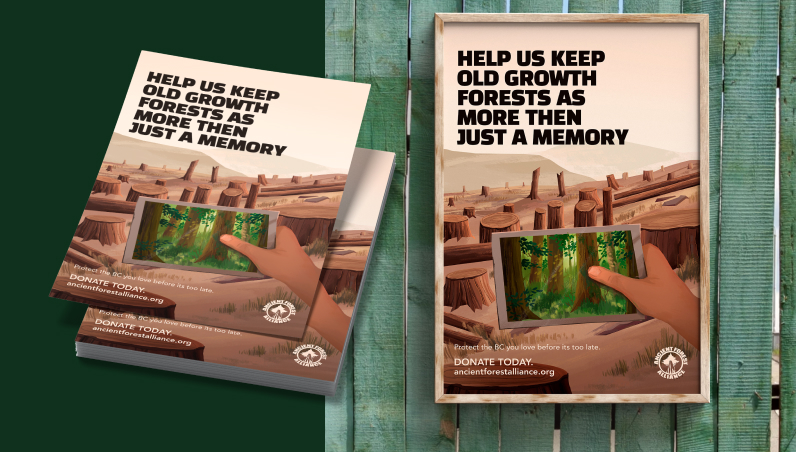 HELP US KEEP
OLD GROWTH
FORESTS AS
MORE THEN
JUST A MEMORY
Protect the BC you love before its too late.
DONATE TODAY.
ancientforestalliance.org
ANCIENT FOREST
ALLIANCE
Protect the BC you love before its too late.
DONATE TODAY.
ancientforestalliance.org
ANCIENT FOREST
ALLIANCE
HELP US KEEP
OLD GROWTH
FORESTS AS
MORE THEN
JUST A MEMORY
Protect the BC you love before its too late.
DONATE TODAY.
ancientforestalliance.org
ANCIENT FOREST
ALLIANCE